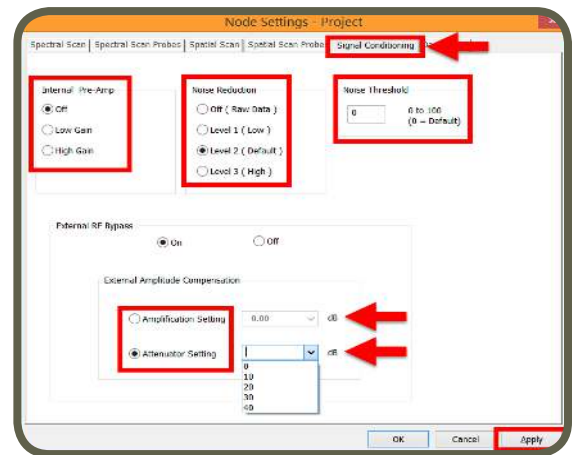 Node Settings - Project
Spectral Scan Spectral Scan Probes Spatial Scan Spatial Scan Probe Signal Conditioning
Internal Pre-Amp
Off
Low Gain
High Gain
Noise Reduction
Off ( Raw Data )
Level 1 ( Low )
Level 2 ( Default )
Level 3 ( High )
Noise Threshold
0 0 to 100
(0 = Default)
External RF Bypass
On Off
External Amplitude Compensation
Amplification Setting 0.00 dB
Attenuator Setting dB
0
10
20
30
40
OK Cancel Apply